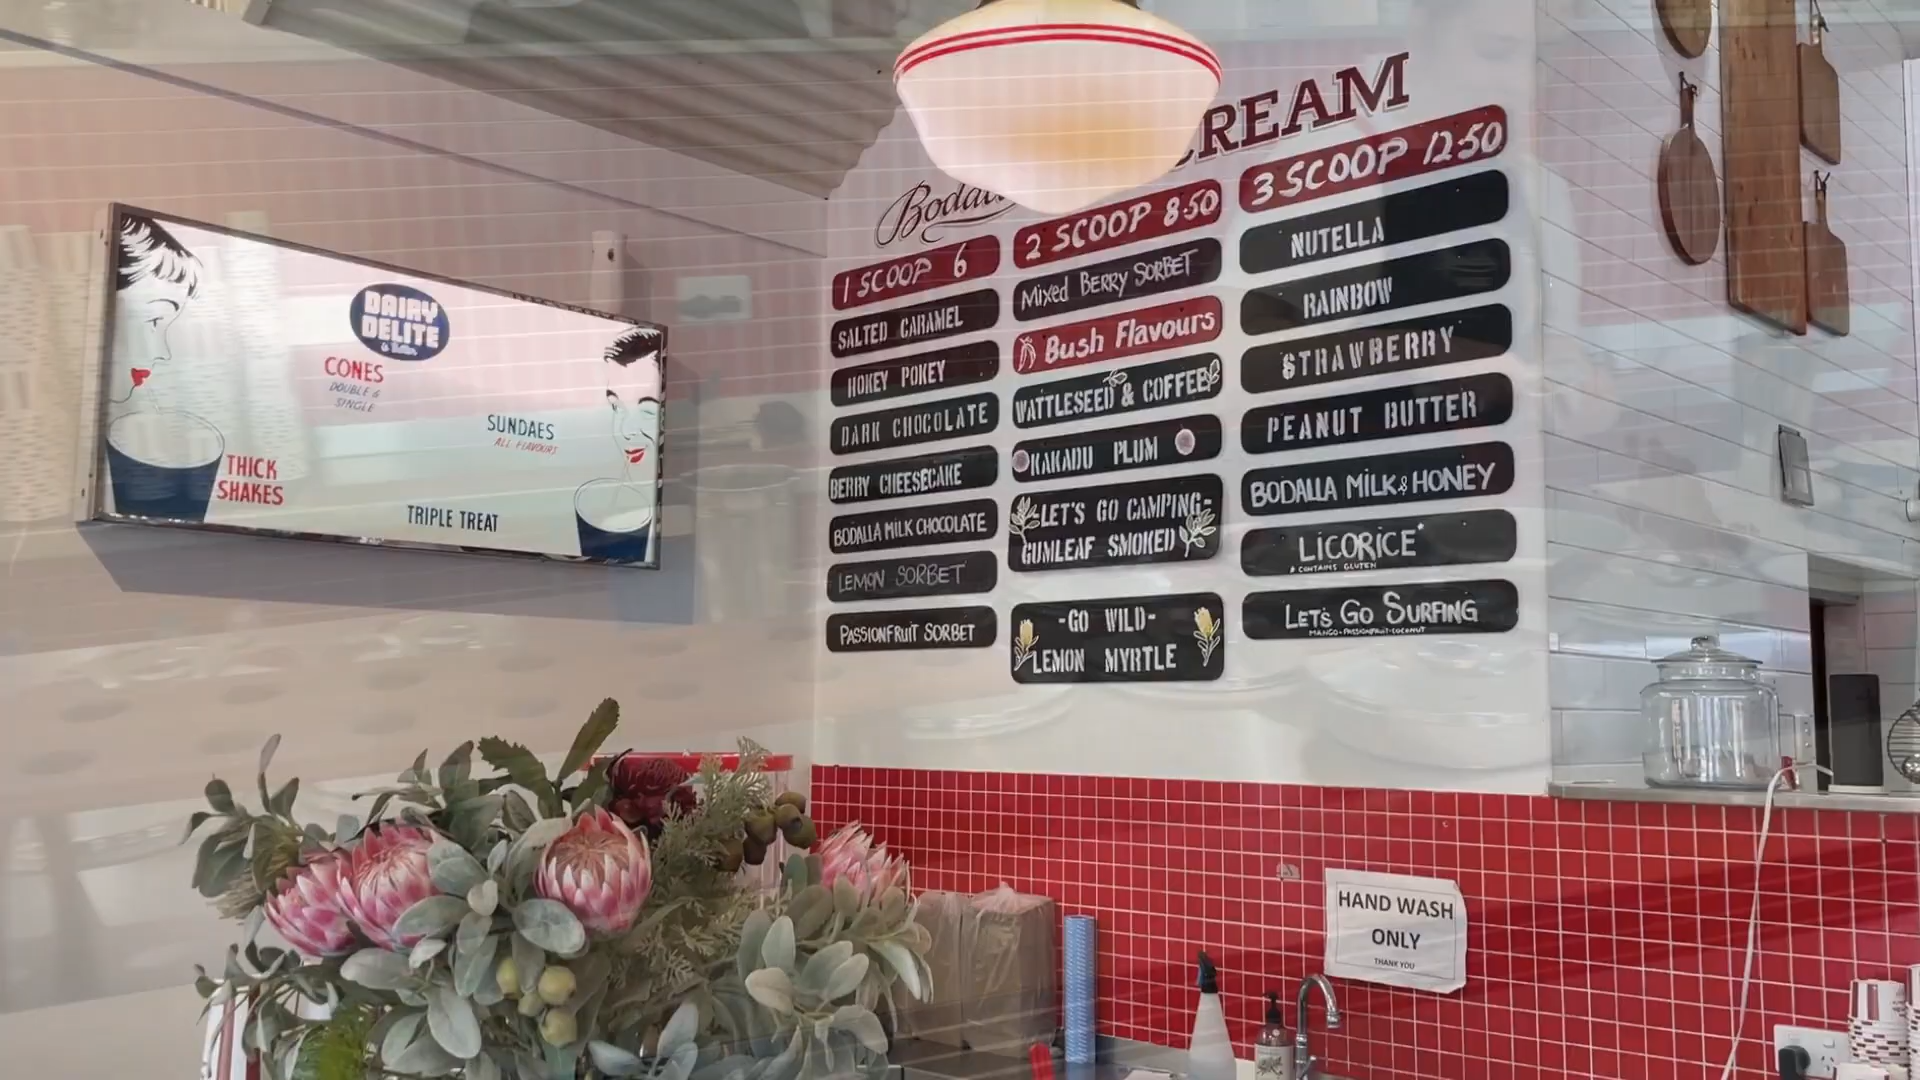 DAIRY
DELITE
CONES
DOUBLE &
SINGLE
SUNDAES
ALL FLAVOURS
THICK
SHAKES
TRIPLE TREAT
1 SCOOP 6
SALTED CARAMEL
HOKEY POKEY
DARK CHOCOLATE
BERRY CHEESECAKE
BODALLA MILK CHOCOLATE
LEMON SORBET
PASSIONFRUIT SORBET
2 SCOOP 8.50
MIXED BERRY SORBET
Bush Flavours
WATTLESEED & COFFEE
KAKADU PLUM
-LET'S GO CAMPING-
GUMLEAF SMOKED
-GO WILD-
LEMON MYRTLE
3 SCOOP 12.50
NUTELLA
RAINBOW
STRAWBERRY
PEANUT BUTTER
BODALLA MILK & HONEY
LICORICE*
* CONTAINS GLUTEN
LET'S GO SURFING
MANGO-PASSIONFRUIT-COCONUT
HAND WASH
ONLY
THANK YOU